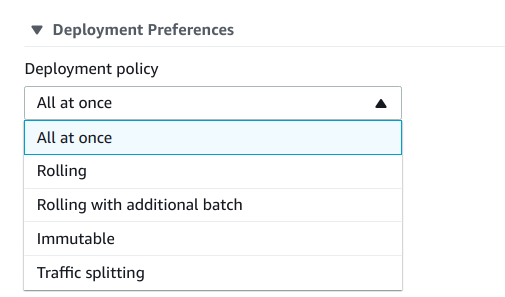 Deployment Preferences
Deployment policy
All at once
All at once
Rolling
Rolling with additional batch
Immutable
Traffic splitting